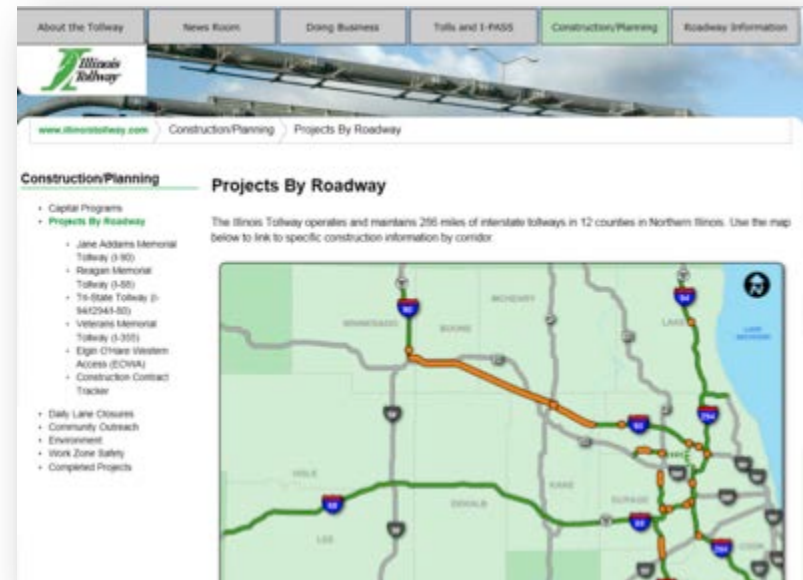 About the Tollway
News Room
Doing Business
Tolls and I-PASS
Construction/Planning
Roadway Information
Illinois
Tollway
www.illinoistollway.com
Construction/Planning
Projects By Roadway
Construction/Planning
Capital Programs
Projects By Roadway
Jane Addams Memorial
Tollway (I-90)
Reagan Memorial
Tollway (I-88)
Tri-State Tollway (I-
94/I294/I-80)
Veterans Memorial
Tollway (I-355)
Elgin O'Hare Western
Access (EOWA)
Construction Contract
Tracker
Daily Lane Closures
Community Outreach
Environment
Work Zone Safety
Completed Projects
Projects By Roadway
The Illinois Tollway operates and maintains 286 miles of interstate tollways in 12 counties in Northern Illinois. Use the map
below to link to specific construction information by corridor.
90
94
MCHENRY
WINNEBAGO
BOONE
LAKE
LAKE
MICHIGAN
294
90
OGLE
KANE
DEKALB
DUPAGE
88
88
LEE
COOK
294